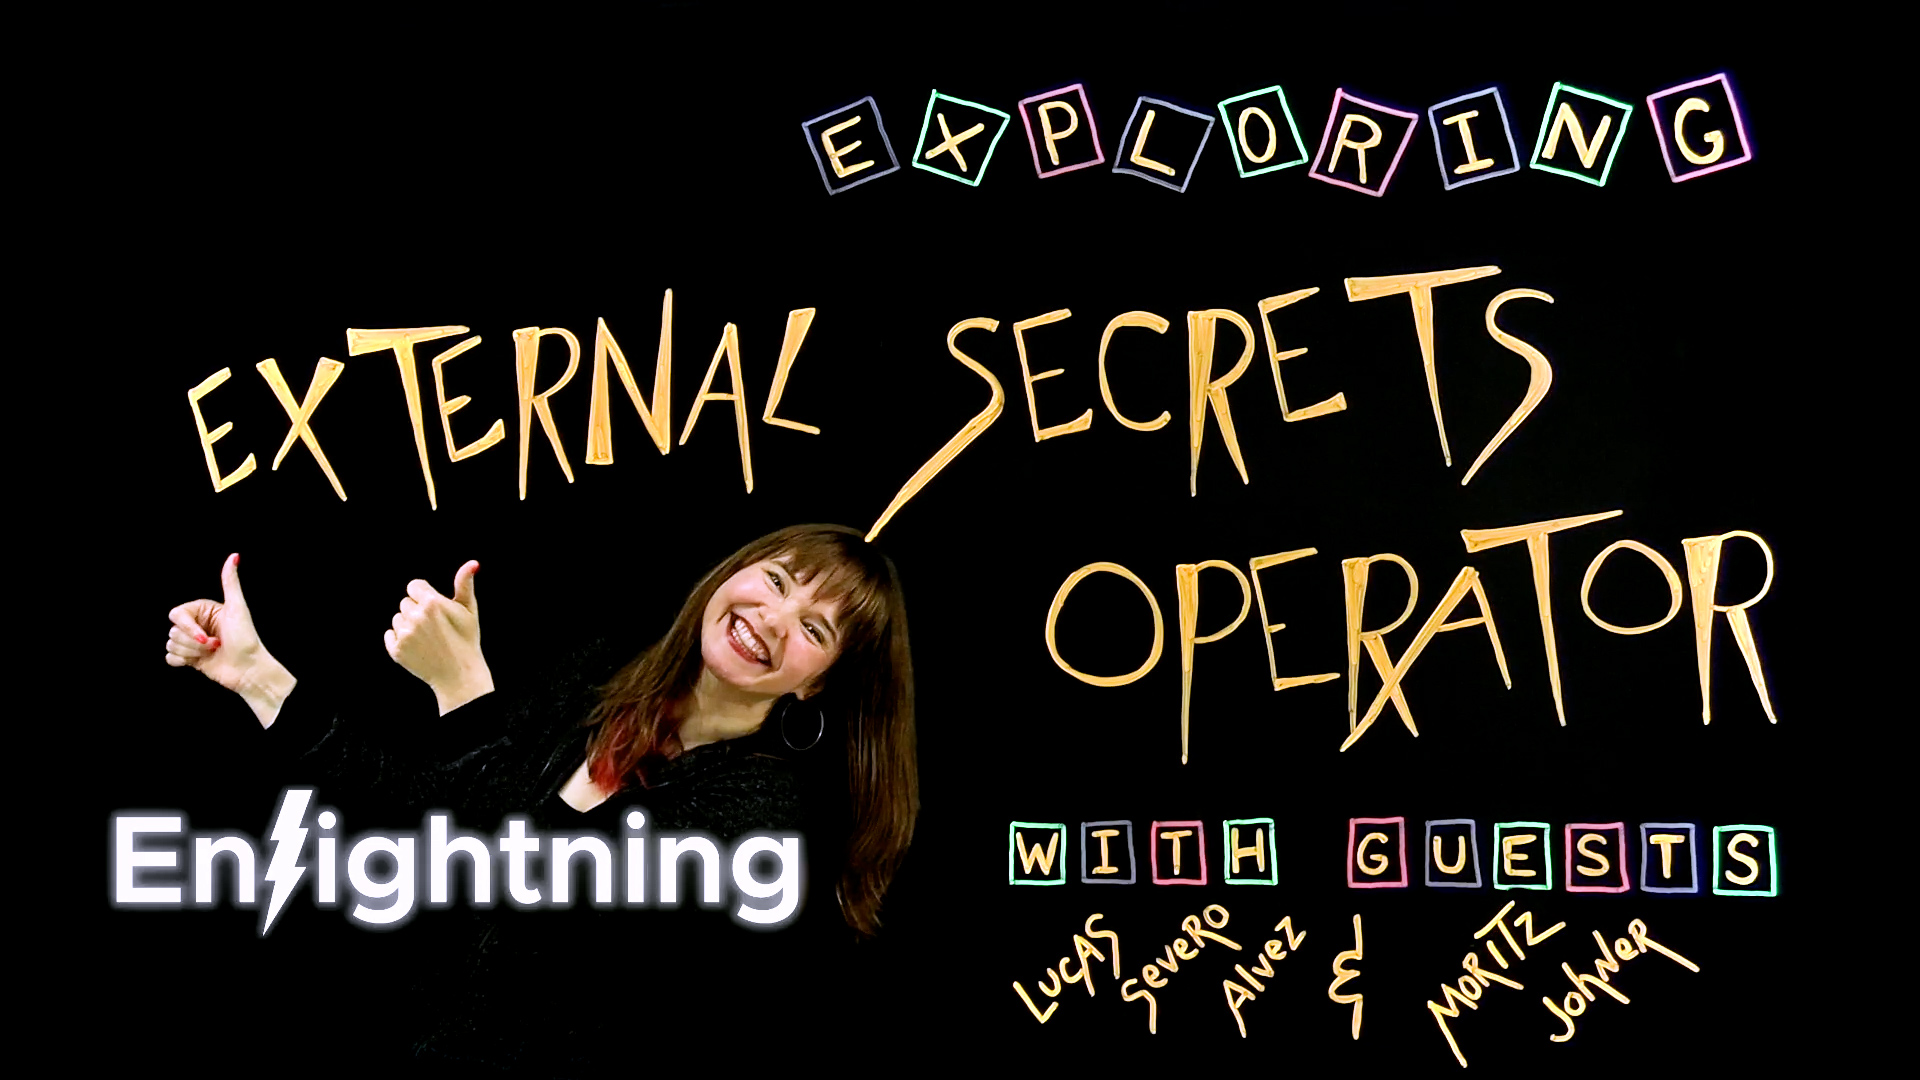 EXPLORING
EXTERNAL SECRETS
OPERATOR
Enlightning
WITH GUESTS
LUCAS Severo Alvez & MORITZ JOHNER